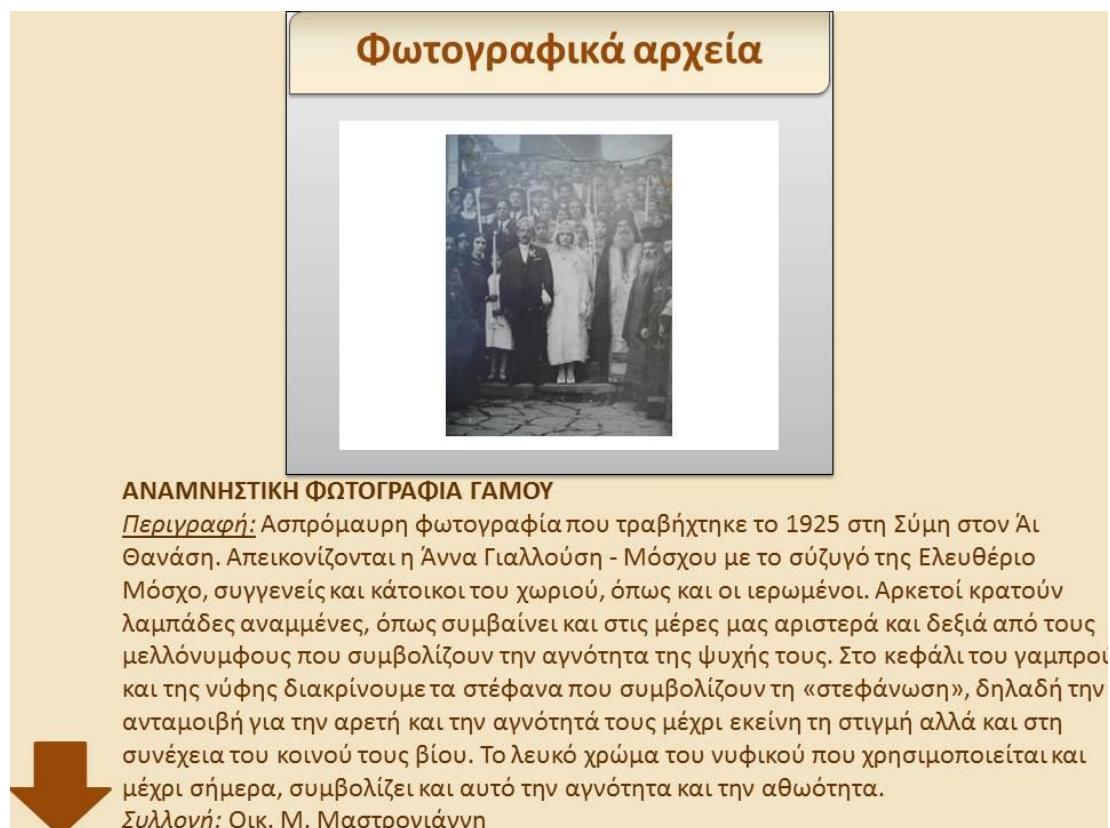 Φωτογραφικά αρχεία
ΑΝΑΜΝΗΣΤΙΚΗ ΦΩΤΟΓΡΑΦΙΑ ΓΑΜΟΥ
Περιγραφή: Ασπρόμαυρη φωτογραφία που τραβήχτηκε το 1925 στη Σύμη στον Άι
Θανάση. Απεικονίζονται η Άννα Γιαλλούση - Μόσχου με το σύζυγό της Ελευθέριο
Μόσχο, συγγενείς και κάτοικοι του χωριού, όπως και οι ιερωμένοι. Αρκετοί κρατούν
λαμπάδες αναμμένες, όπως συμβαίνει και στις μέρες μας αριστερά και δεξιά από τους
μελλόνυμφους που συμβολίζουν την αγνότητα της ψυχής τους. Στο κεφάλι του γαμπρού
και της νύφης διακρίνουμε τα στέφανα που συμβολίζουν τη «στεφάνωση», δηλαδή την
ανταμοιβή για την αρετή και την αγνότητά τους μέχρι εκείνη τη στιγμή αλλά και στη
συνέχεια του κοινού τους βίου. Το λευκό χρώμα του νυφικού που χρησιμοποιείται και
μέχρι σήμερα, συμβολίζει και αυτό την αγνότητα και την αθωότητα.
Συλλογή: Οικ. Μ. Μαστρογιάννη